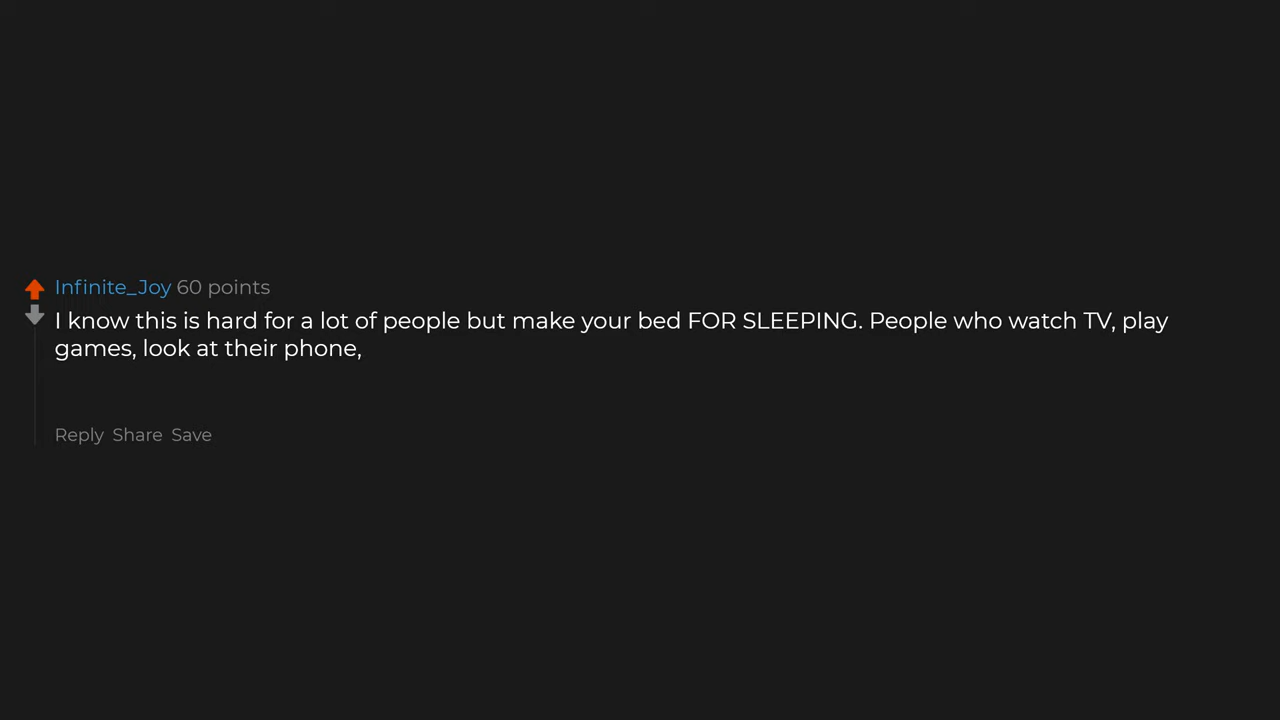 Infinite_Joy 60 points
I know this is hard for a lot of people but make your bed FOR SLEEPING. People who watch TV, play
games, look at their phone,
Reply Share Save